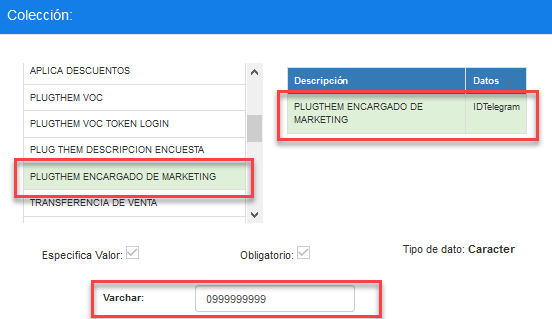 Colección:
APLICA DESCUENTOS
PLUGTHEM VOC
PLUGTHEM VOC TOKEN LOGIN
PLUG THEM DESCRIPCION ENCUESTA
PLUGTHEM ENCARGADO DE MARKETING
TRANSFERENCIA DE VENTA
Descripción Datos
PLUGTHEM ENCARGADO DE IDTelegram
MARKETING
Especifica Valor: Obligatorio: Tipo de dato: Caracter
Varchar: 0999999999